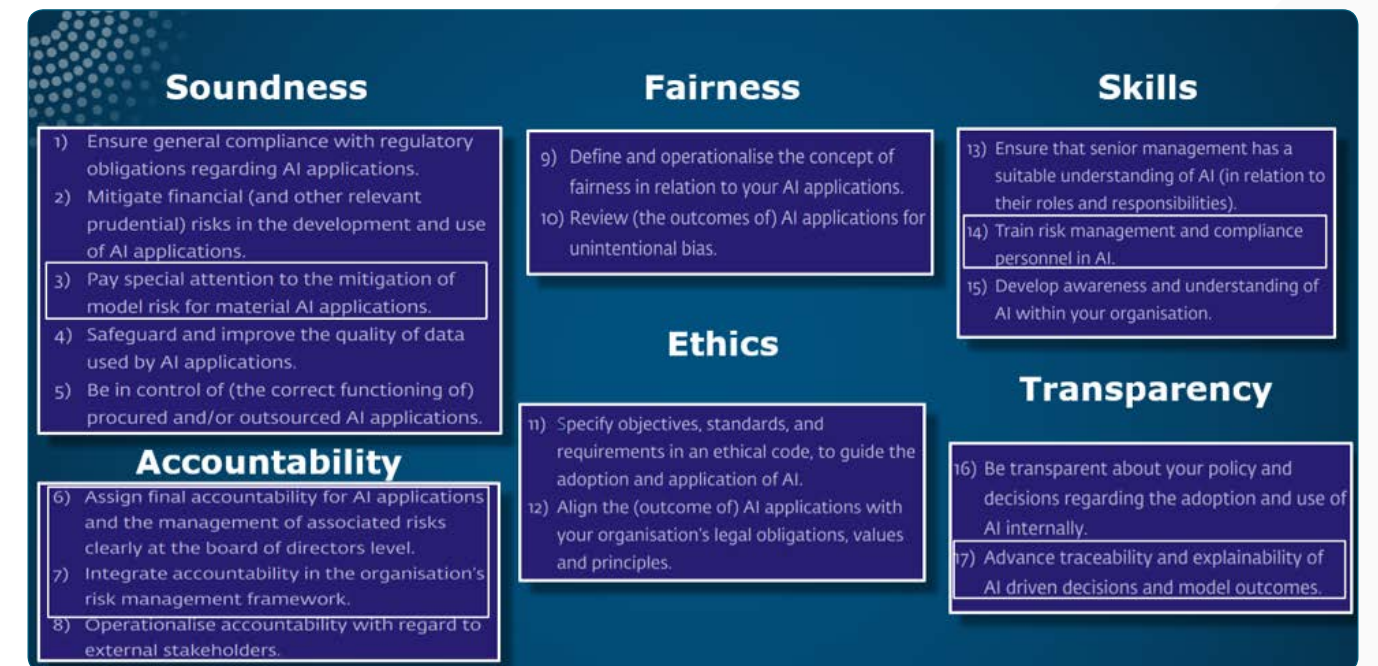 Soundness
1) Ensure general compliance with regulatory
obligations regarding AI applications.
2) Mitigate financial (and other relevant
prudential) risks in the development and use
of AI applications.
3) Pay special attention to the mitigation of
model risk for material AI applications.
4) Safeguard and improve the quality of data
used by AI applications.
5) Be in control of (the correct functioning of)
procured and/or outsourced AI applications.
Accountability
6) Assign final accountability for AI applications
and the management of associated risks
clearly at the board of directors level.
7) Integrate accountability in the organisation's
risk management framework.
8) Operationalise accountability with regard to
external stakeholders.
Fairness
9) Define and operationalise the concept of
fairness in relation to your AI applications.
10) Review (the outcomes of) AI applications for
unintentional bias.
Ethics
11) Specify objectives, standards, and
requirements in an ethical code, to guide the
adoption and application of AI.
12) Align the (outcome of) AI applications with
your organisation's legal obligations, values
and principles.
Skills
13) Ensure that senior management has a
suitable understanding of AI (in relation to
their roles and responsibilities).
14) Train risk management and compliance
personnel in AI.
15) Develop awareness and understanding of
AI within your organisation.
Transparency
16) Be transparent about your policy and
decisions regarding the adoption and use of
AI internally.
17) Advance traceability and explainability of
AI driven decisions and model outcomes.